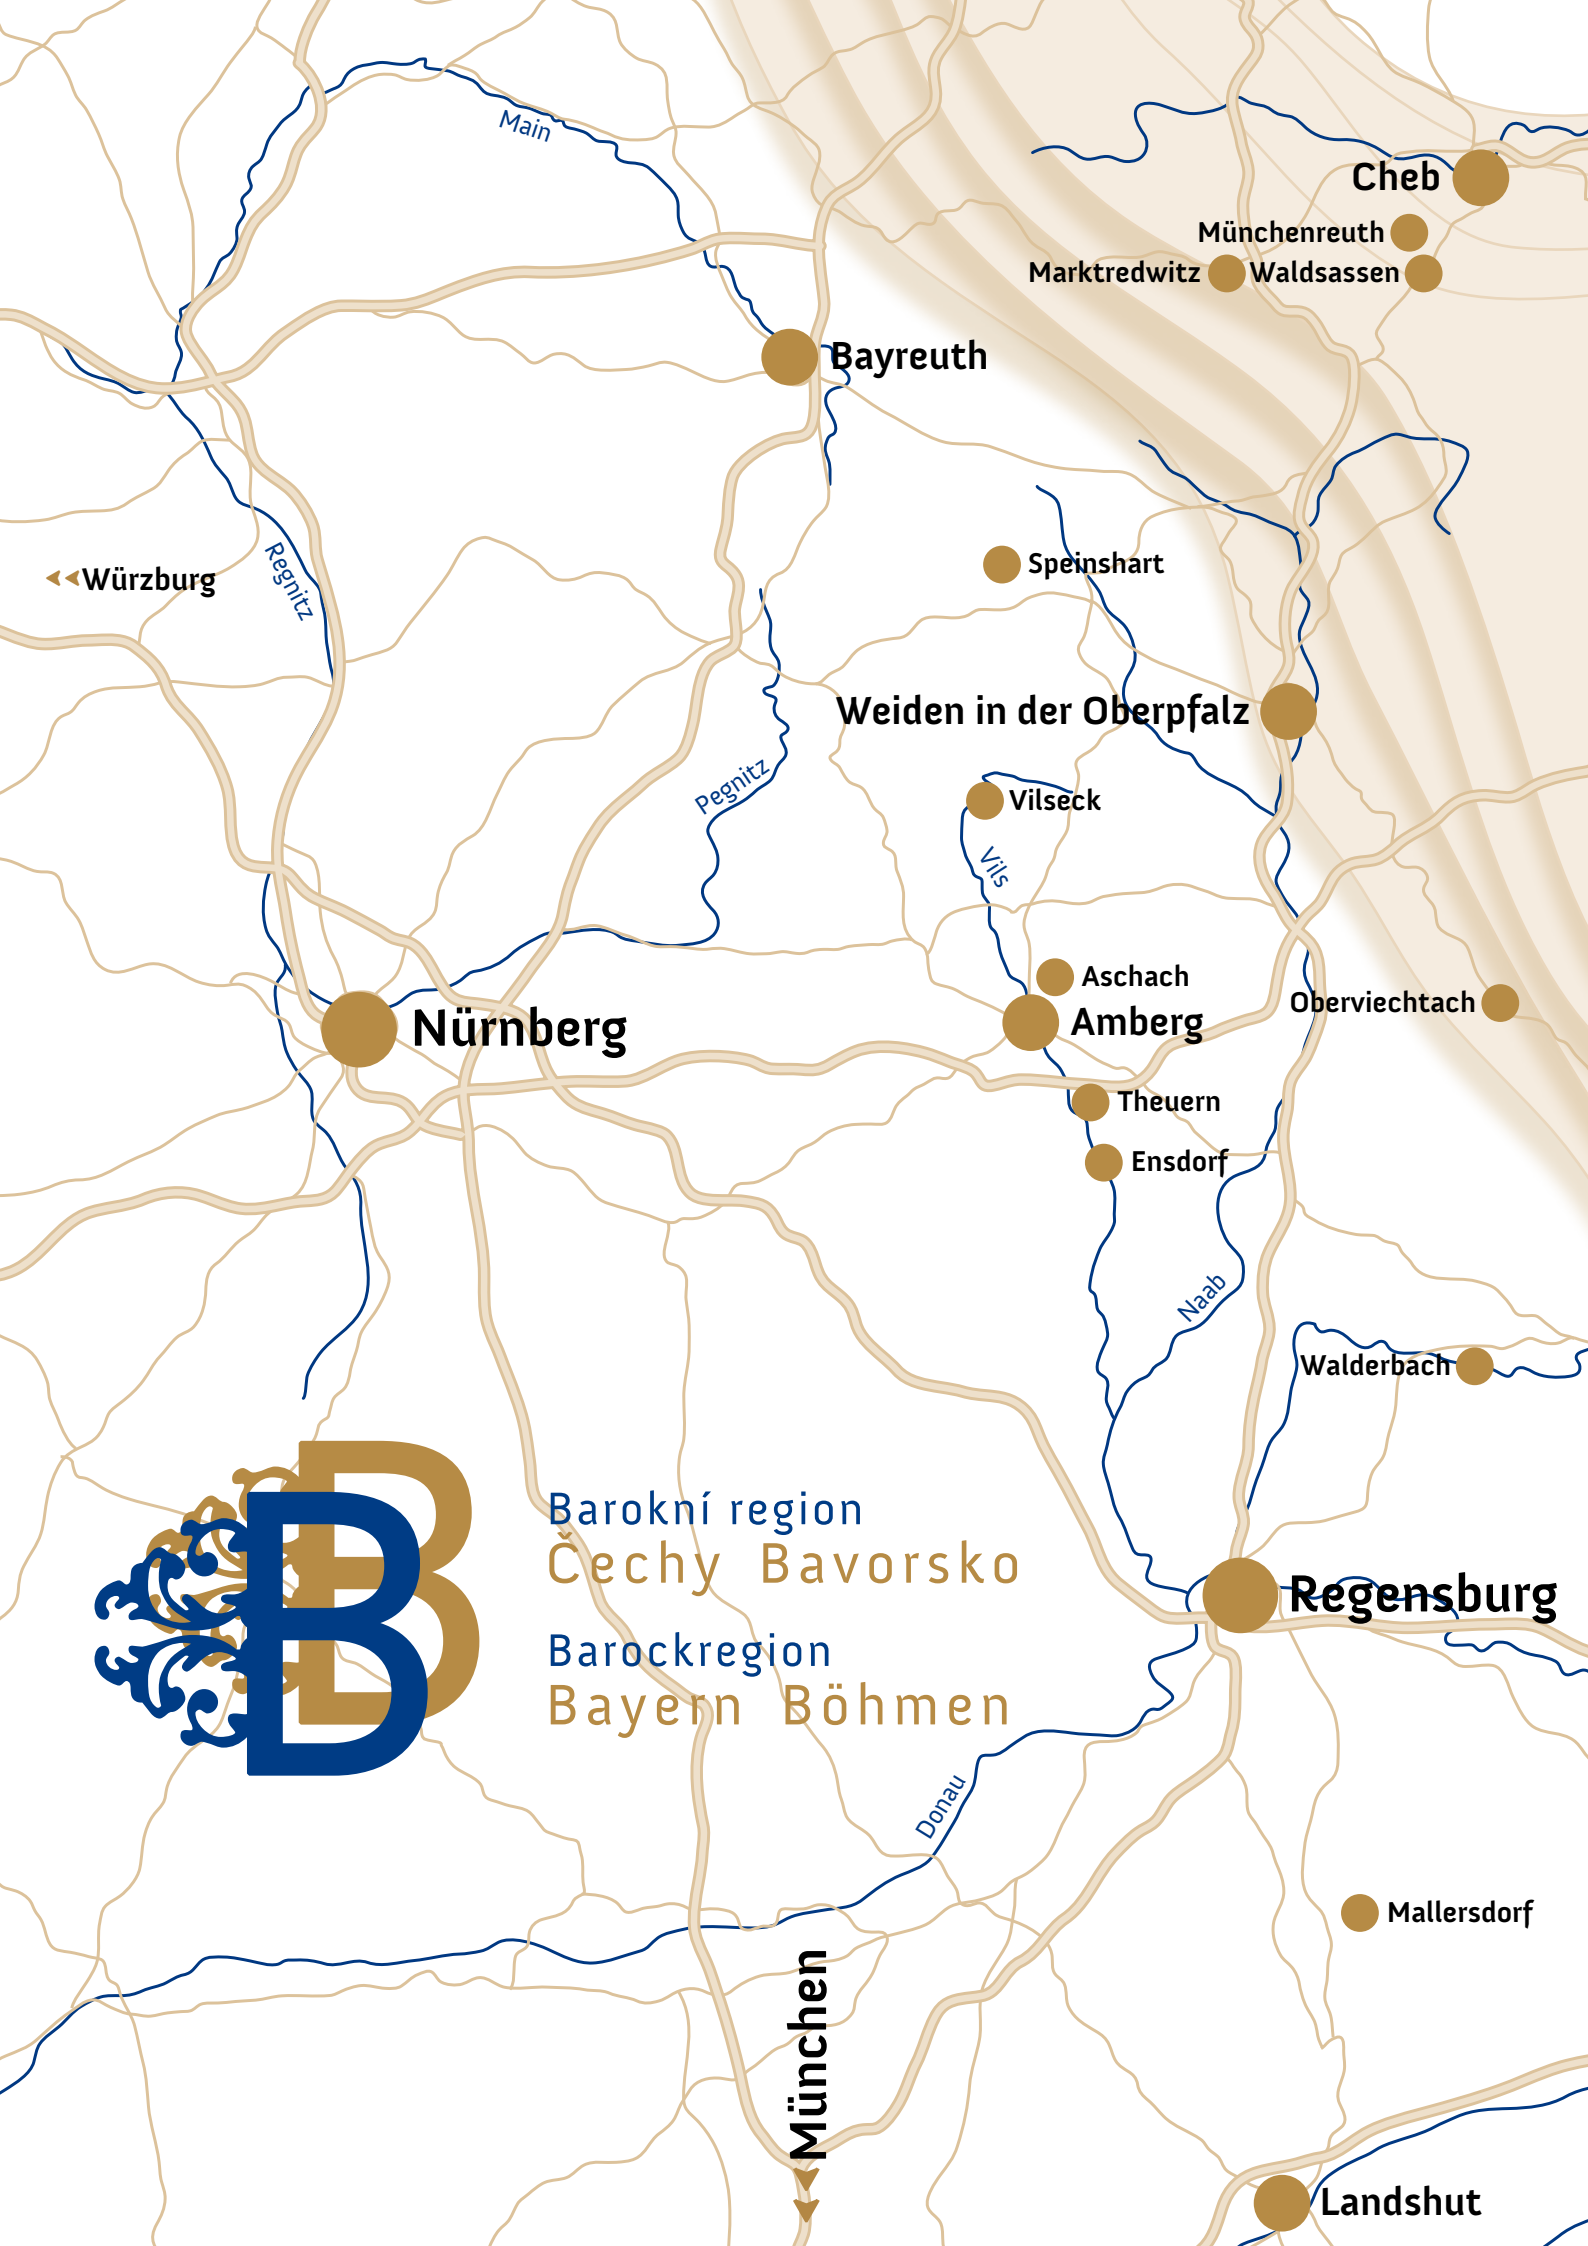 Main
Cheb
Münchenreuth
Marktredwitz
Waldsassen
Bayreuth
Würzburg
Regnitz
Speinshart
Weiden in der Oberpfalz
Pegnitz
Vilseck
Vils
Aschach
Oberviechtach
Amberg
Nürnberg
Theuern
Ensdorf
Naab
Walderbach
BB
Barokní region
Čechy Bavorsko
Regensburg
Barockregion
Bayern Böhmen
Donau
Mallersdorf
München
Landshut